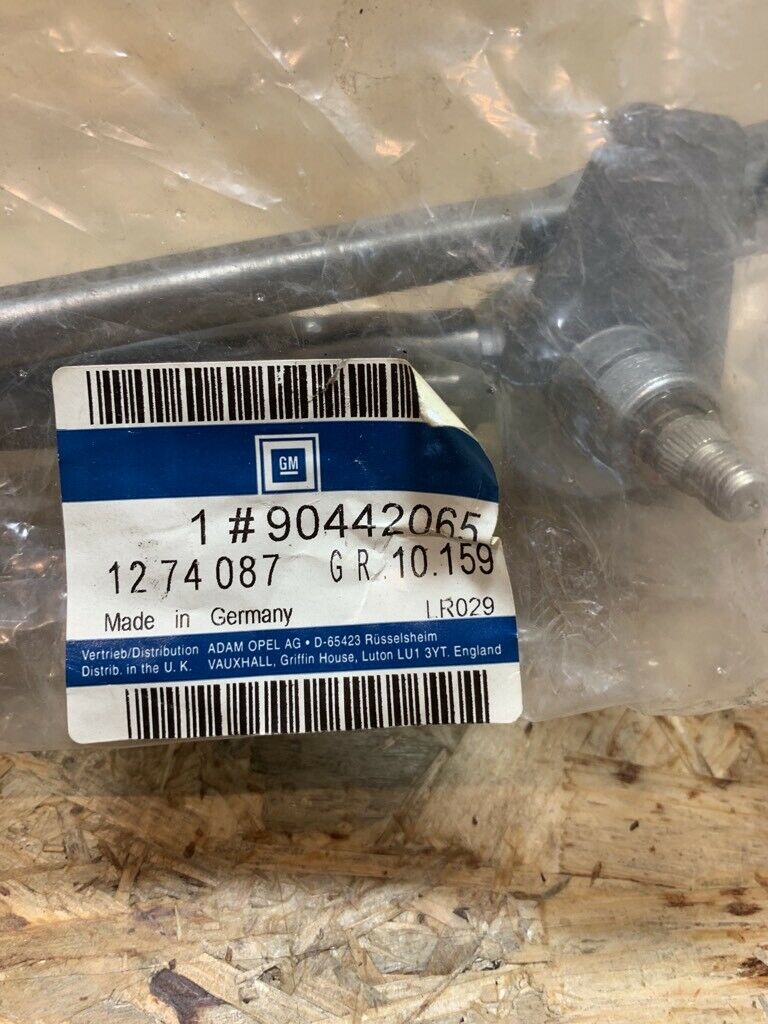 GM
1 # 90442065
12 74 087 GR. 10.159
Made in Germany LR029
Vertrieb/Distribution ADAM OPEL AG • D-65423 Rüsselsheim
Distrib. in the U. K. VAUXHALL, Griffin House, Luton LU1 3YT. England